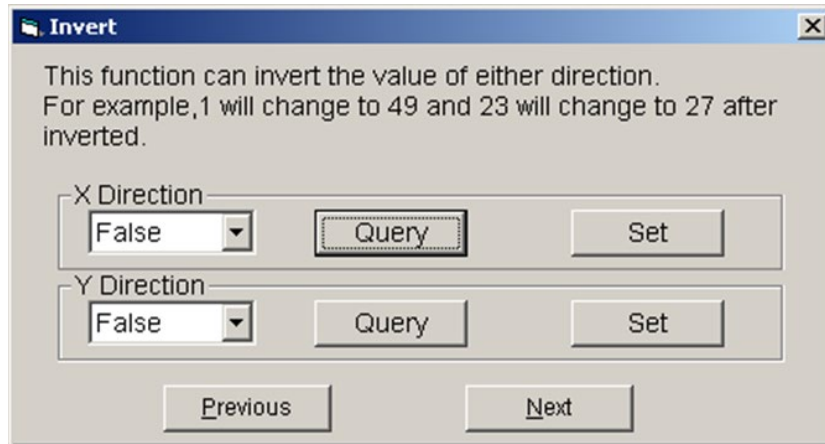 Invert
This function can invert the value of either direction.
For example,1 will change to 49 and 23 will change to 27 after
inverted.
X Direction
False Query Set
Y Direction
False Query Set
Previous Next